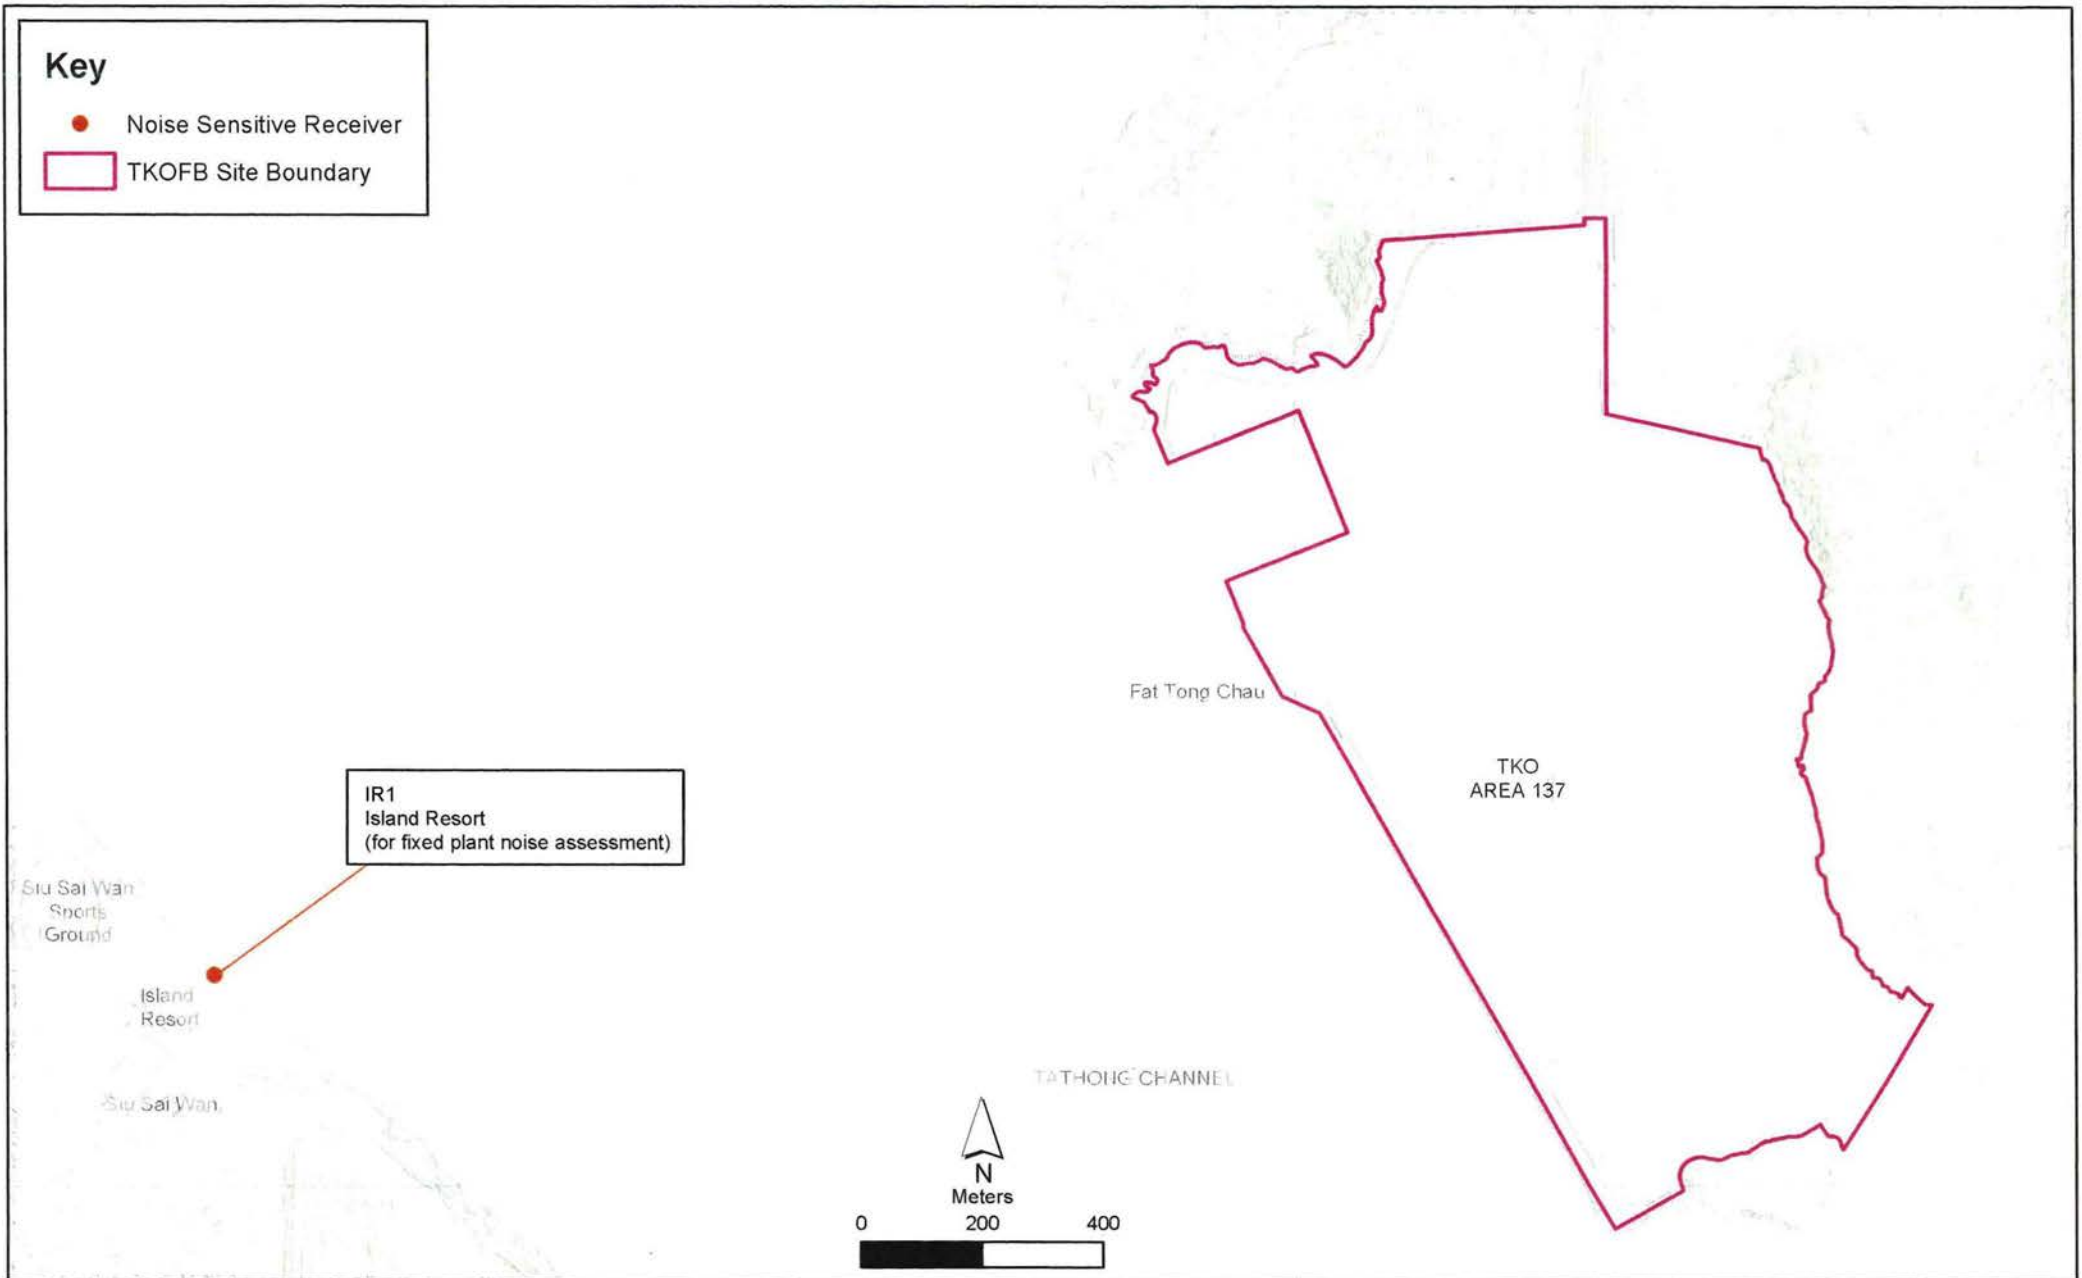 Key
Noise Sensitive Receiver
TKOFB Site Boundary
Fat Tong Chau
TKO
AREA 137
IR1
Island Resort
(for fixed plant noise assessment)
Siu Sai Wan
Sports
Ground
Island
Resort
Siu Sai Wan
TATHONG CHANNEL
N
Meters
0 200 400